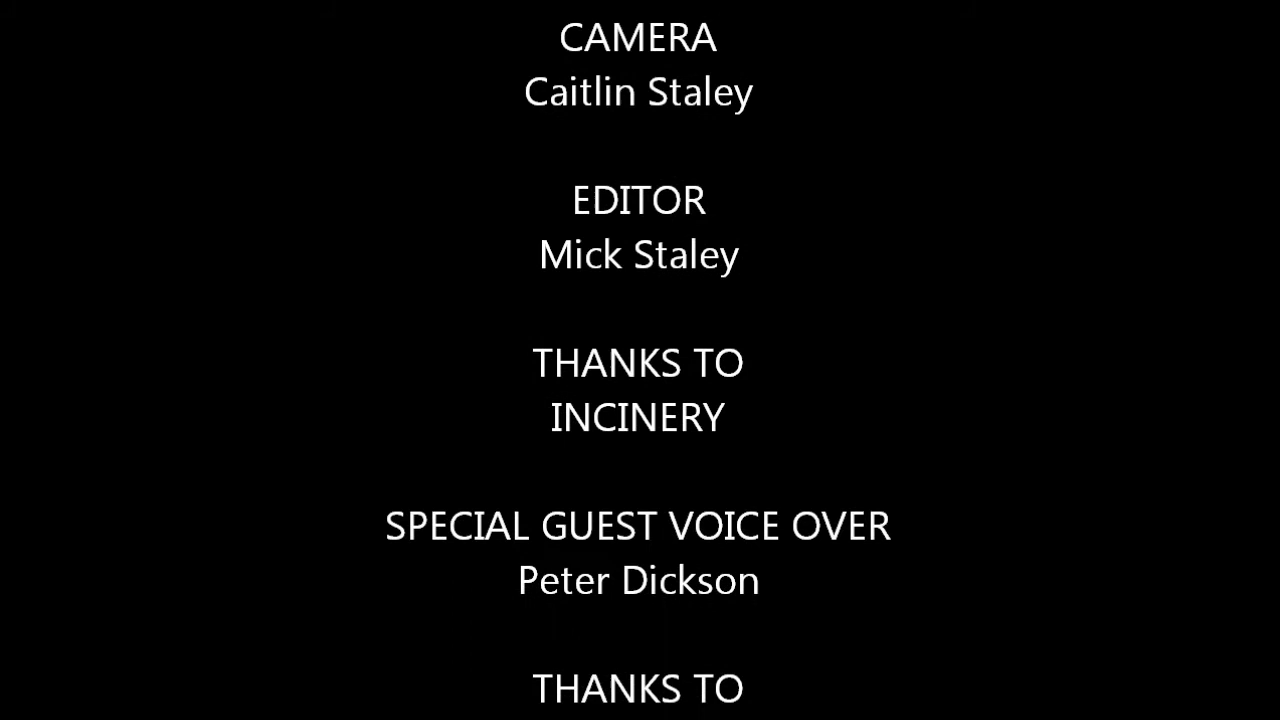 CAMERA
Caitlin Staley
EDITOR
Mick Staley
THANKS TO
INCINERY
SPECIAL GUEST VOICE OVER
Peter Dickson
THANKS TO